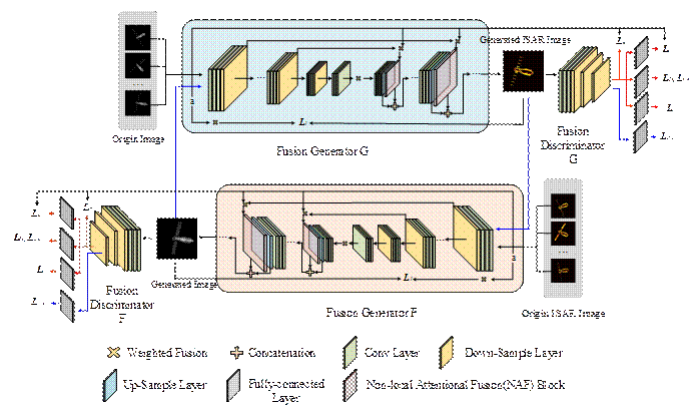 Generated ISAR Image
Origin Image
Fusion Generator G
Fusion
Discriminator
G
Fusion
Discriminator
F
Generated Image
Fusion Generator F
Origin ISAR Image
Weighted Fusion
Concatenation
Conv Layer
Down-Sample Layer
Up-Sample Layer
Fully-connected
Layer
Non-local Attentional Fusion(NAF) Block